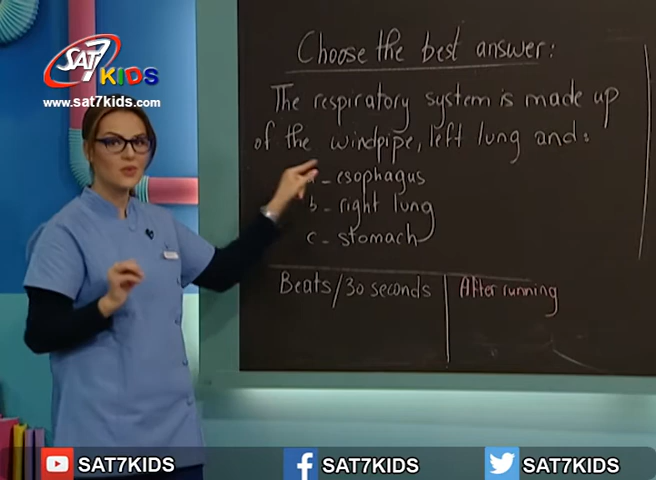 SAT7
KIDS
www.sat7kids.com
Choose the best answer:
The respiratory system is made up
of the windpipe, left lung and:
a - esophagus
b - right lung
c - stomach
Beats/30 seconds
After running
SAT7KIDS
SAT7KIDS
SAT7KIDS